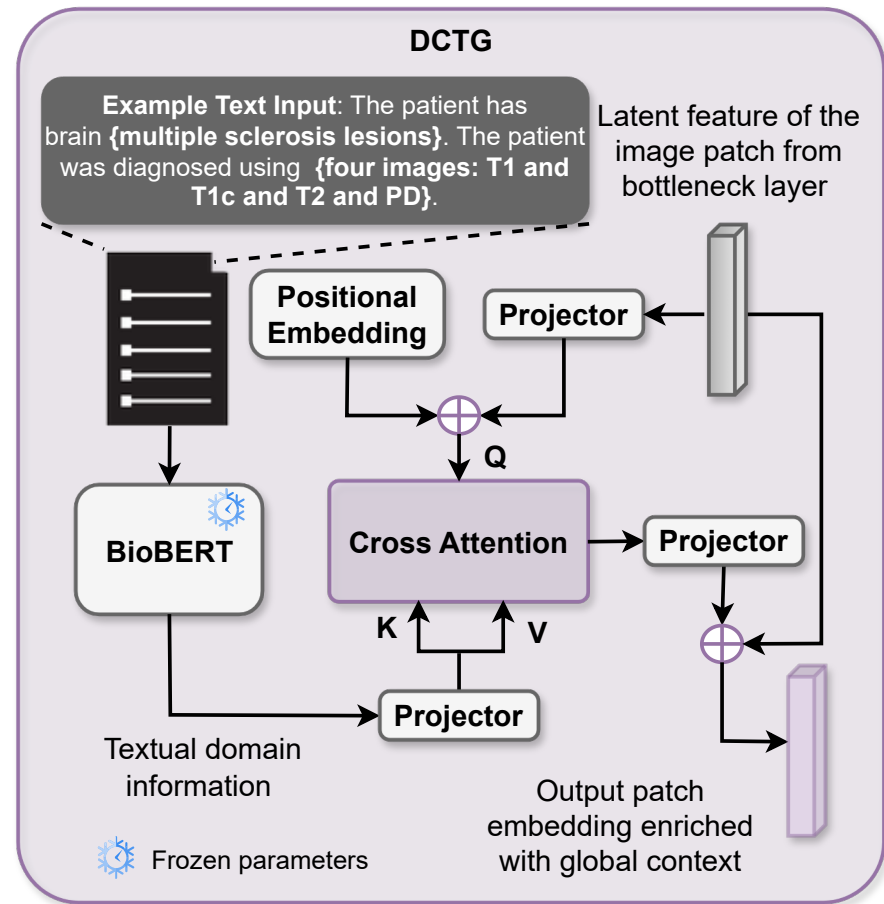 DCTG
Example Text Input: The patient has
brain {multiple sclerosis lesions}. The patient
was diagnosed using {four images: T1 and
T1c and T2 and PD}.
Latent feature of the
image patch from
bottleneck layer
Positional
Embedding
Projector
Q
BioBERT
Cross Attention
Projector
K
V
Projector
Textual domain
information
Output patch
embedding enriched
with global context
Frozen parameters